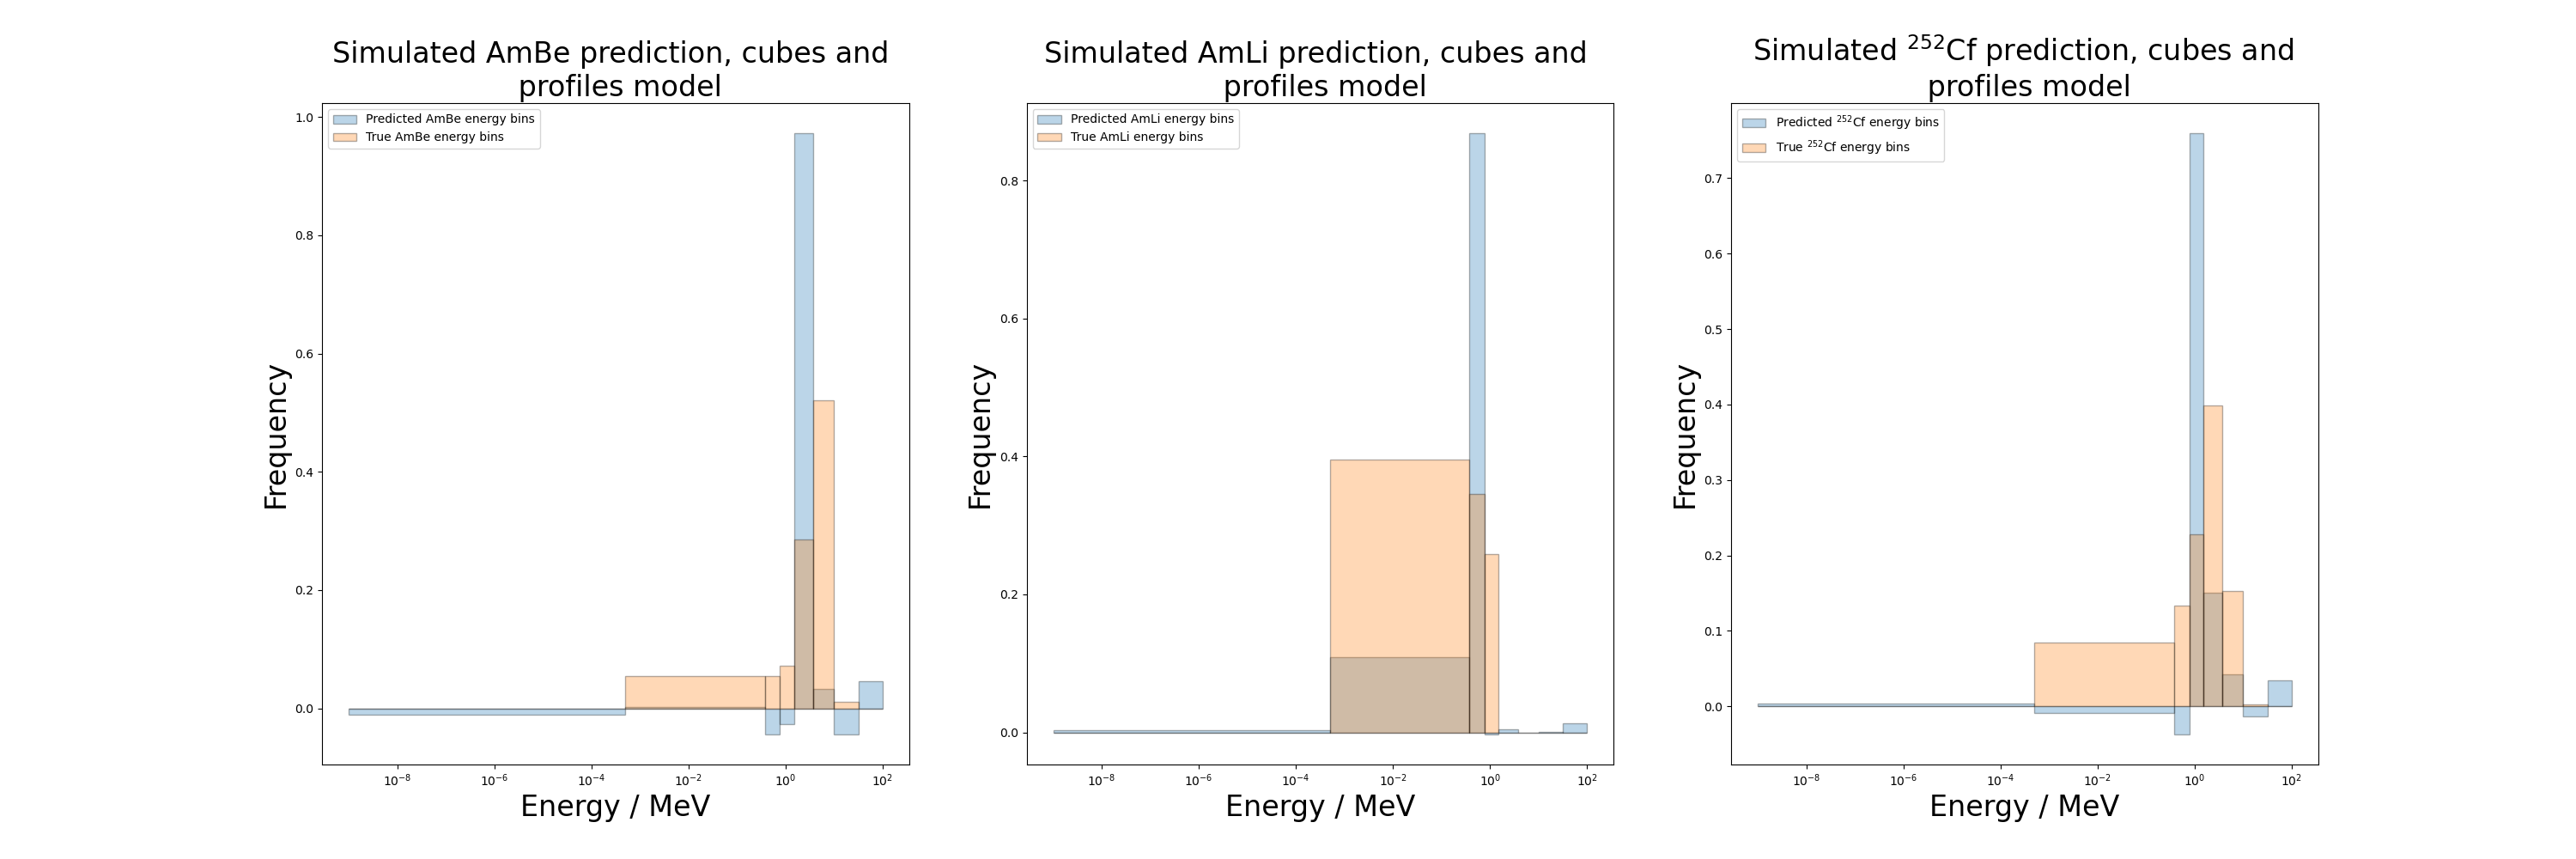 Simulated AmBe prediction, cubes and
profiles model
Predicted AmBe energy bins
True AmBe energy bins
1.0
0.8
0.6
0.4
0.2
0.0
Frequency
10⁻⁸ 10⁻⁶ 10⁻⁴ 10⁻² 10⁰ 10²
Energy / MeV
Simulated AmLi prediction, cubes and
profiles model
Predicted AmLi energy bins
True AmLi energy bins
0.8
0.6
0.4
0.2
0.0
Frequency
10⁻⁸ 10⁻⁶ 10⁻⁴ 10⁻² 10⁰ 10²
Energy / MeV
Simulated ²⁵²Cf prediction, cubes and
profiles model
Predicted ²⁵²Cf energy bins
True ²⁵²Cf energy bins
0.7
0.6
0.5
0.4
0.3
0.2
0.1
0.0
Frequency
10⁻⁸ 10⁻⁶ 10⁻⁴ 10⁻² 10⁰ 10²
Energy / MeV